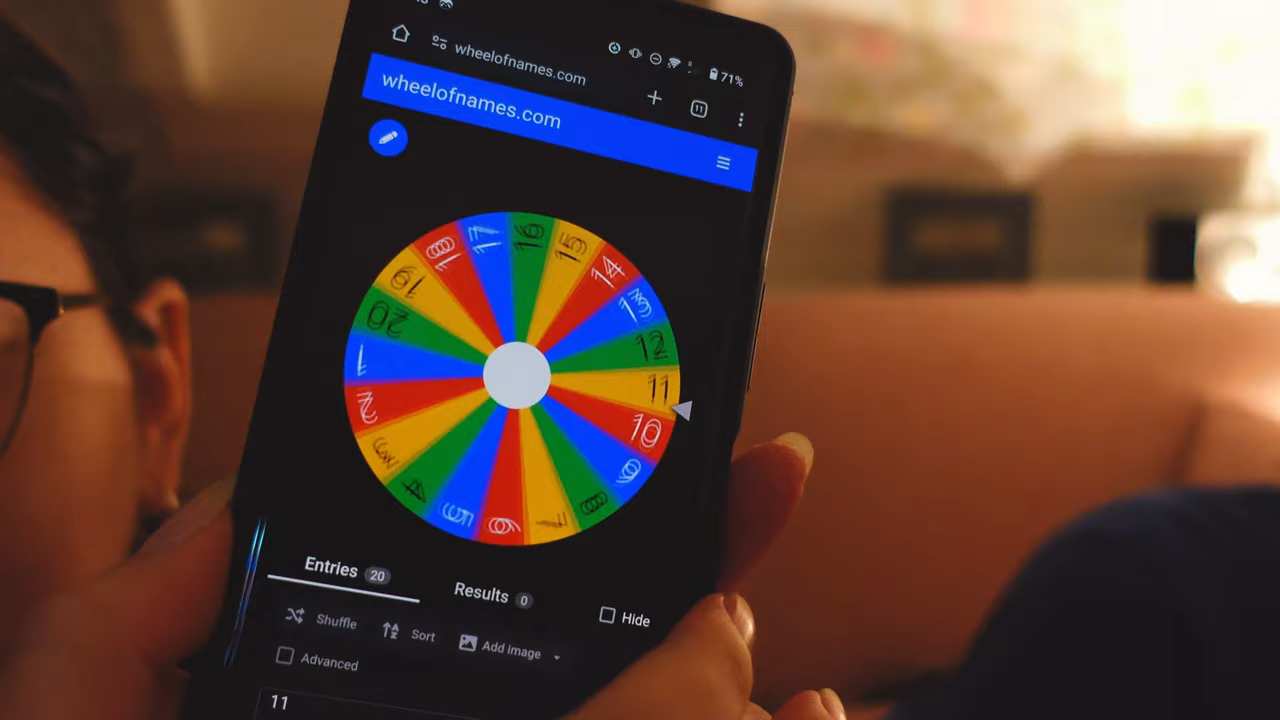 wheelofnames.com
71%
11
wheelofnames.com
16
15
14
13
12
11
10
9
8
7
6
5
4
3
2
1
20
19
18
17
Entries 20
Results 0
Hide
Shuffle
Sort
Add image
Advanced
11